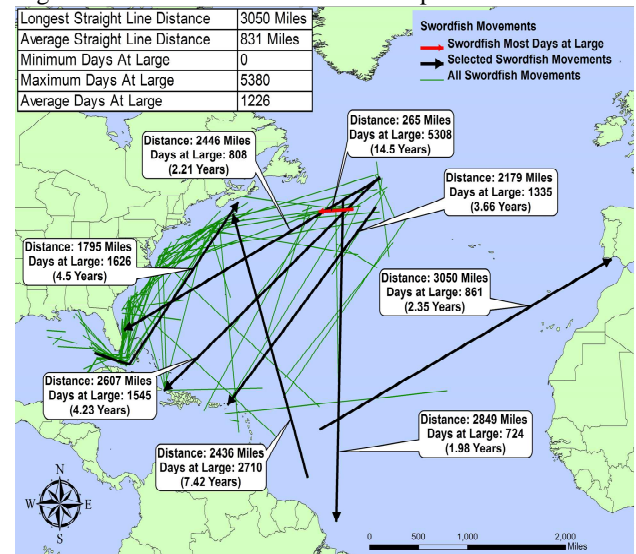 Longest Straight Line Distance 3050 Miles
Average Straight Line Distance 831 Miles
Minimum Days At Large 0
Maximum Days At Large 5380
Average Days At Large 1226
Swordfish Movements
Swordfish Most Days at Large
Selected Swordfish Movements
All Swordfish Movements
Distance: 2446 Miles
Days at Large: 808
(2.21 Years)
Distance: 265 Miles
Days at Large: 5308
(14.5 Years)
Distance: 2179 Miles
Days at Large: 1335
(3.66 Years)
Distance: 1795 Miles
Days at Large: 1626
(4.5 Years)
Distance: 3050 Miles
Days at Large: 861
(2.35 Years)
Distance: 2607 Miles
Days at Large: 1545
(4.23 Years)
Distance: 2436 Miles
Days at Large: 2710
(7.42 Years)
Distance: 2849 Miles
Days at Large: 724
(1.98 Years)
N
W E
S
0 500 1,000 2,000
Miles